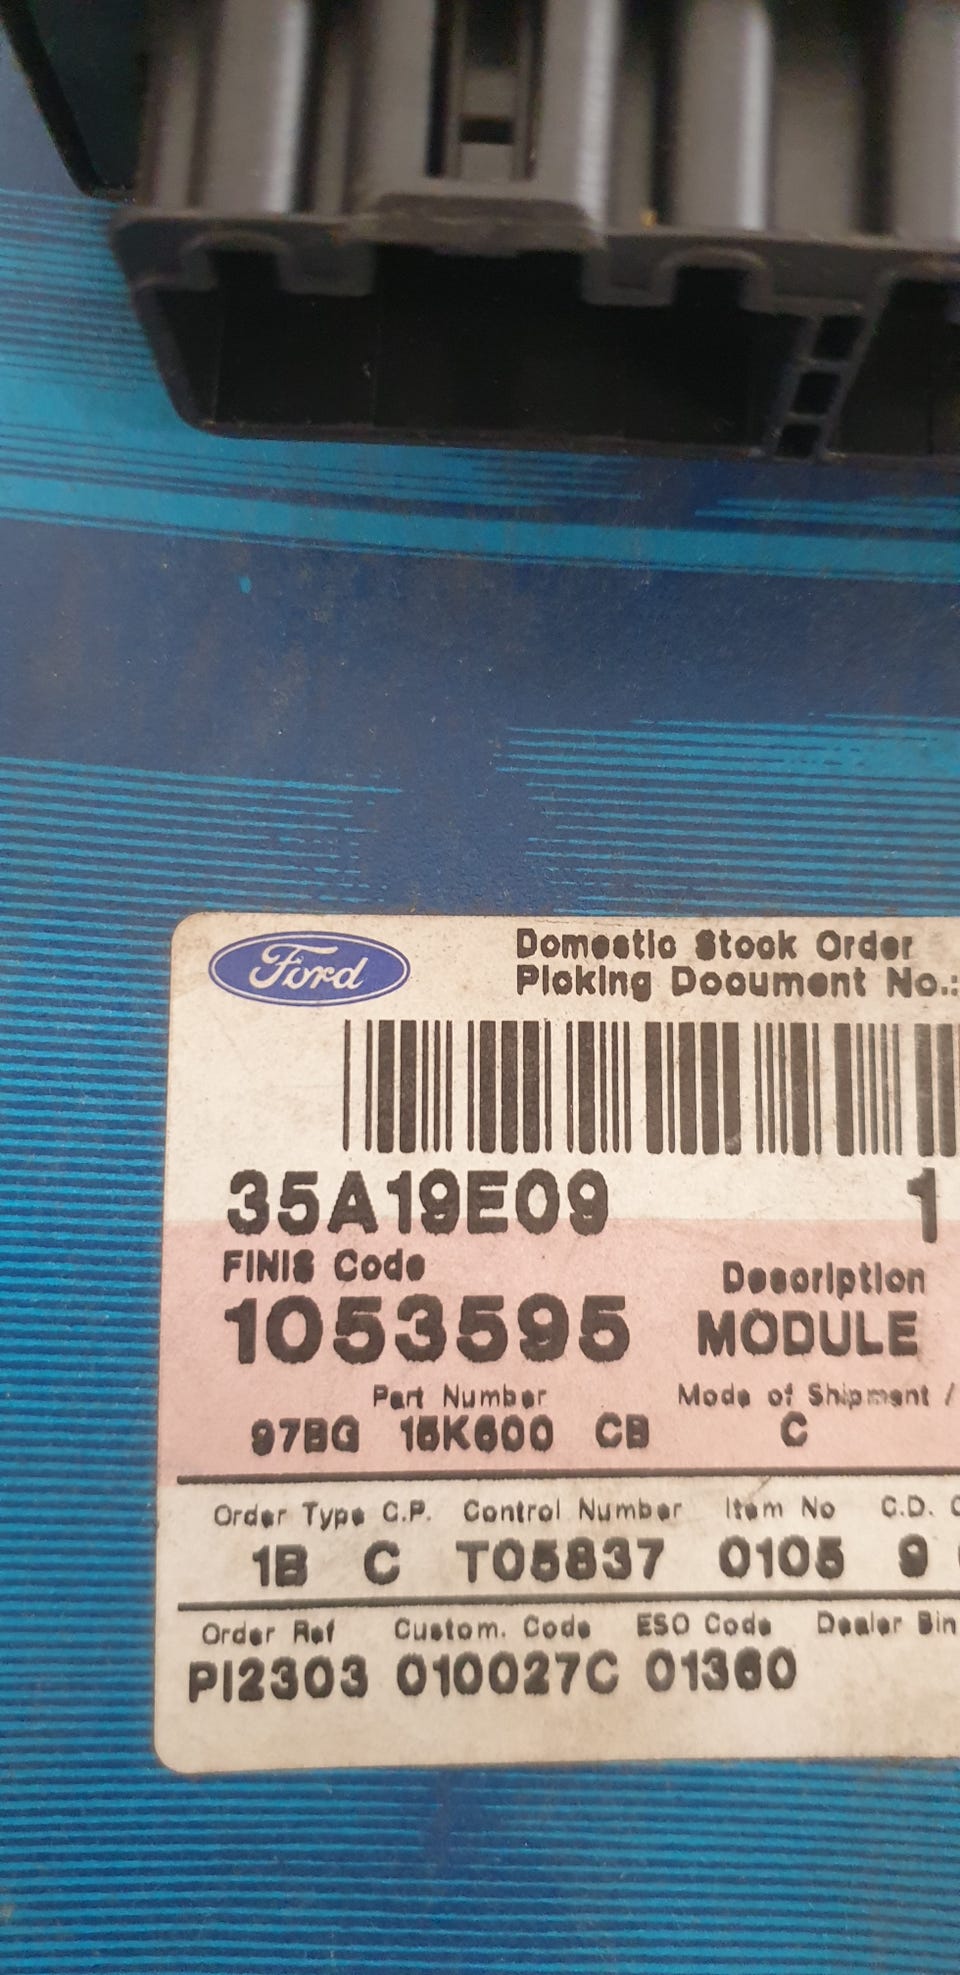 Ford
Domestic Stock Order
Picking Document No.:
35A19E09 1
FINIS Code Description
1053595 MODULE
Part Number Mode of Shipment /
97BG 15K600 CB C
Order Type C.P. Control Number Item No C.D.
1B C T05837 0105 9
Order Ref Custom. Code ESO Code Dealer Bin
PI2303 010027C 01360